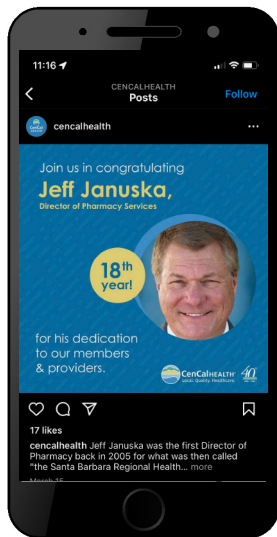 11:16
CENCALHEALTH
Posts
Follow
cencalhealth
Join us in congratulating
Jeff Januska,
Director of Pharmacy Services
18th
year!
for his dedication
to our members
& providers.
CenCalHEALTH
Local. Quality. Healthcare.
40
17 likes
cencalhealth Jeff Januska was the first Director of
Pharmacy back in 2005 for what was then called
"the Santa Barbara Regional Health... more
March 15